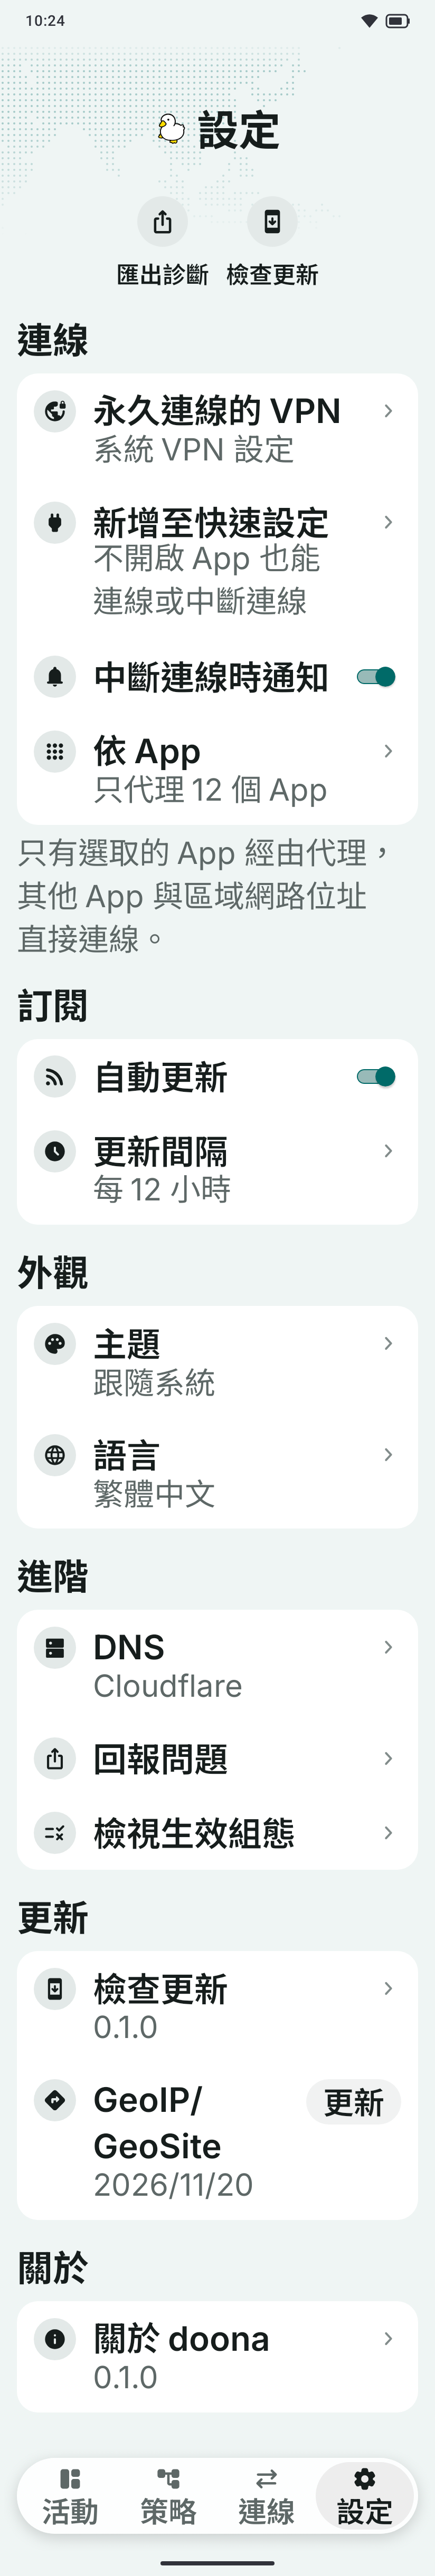 10:24
設定
匯出診斷 檢查更新
連線
永久連線的 VPN
系統 VPN 設定
新增至快速設定
不開啟 App 也能
連線或中斷連線
中斷連線時通知
依 App
只代理 12 個 App
只有選取的 App 經由代理，
其他 App 與區域網路位址
直接連線。
訂閱
自動更新
更新間隔
每 12 小時
外觀
主題
跟隨系統
語言
繁體中文
進階
DNS
Cloudflare
回報問題
檢視生效組態
更新
檢查更新
0.1.0
GeoIP/
GeoSite
更新
2026/11/20
關於
關於 doona
0.1.0
活動 策略 連線 設定